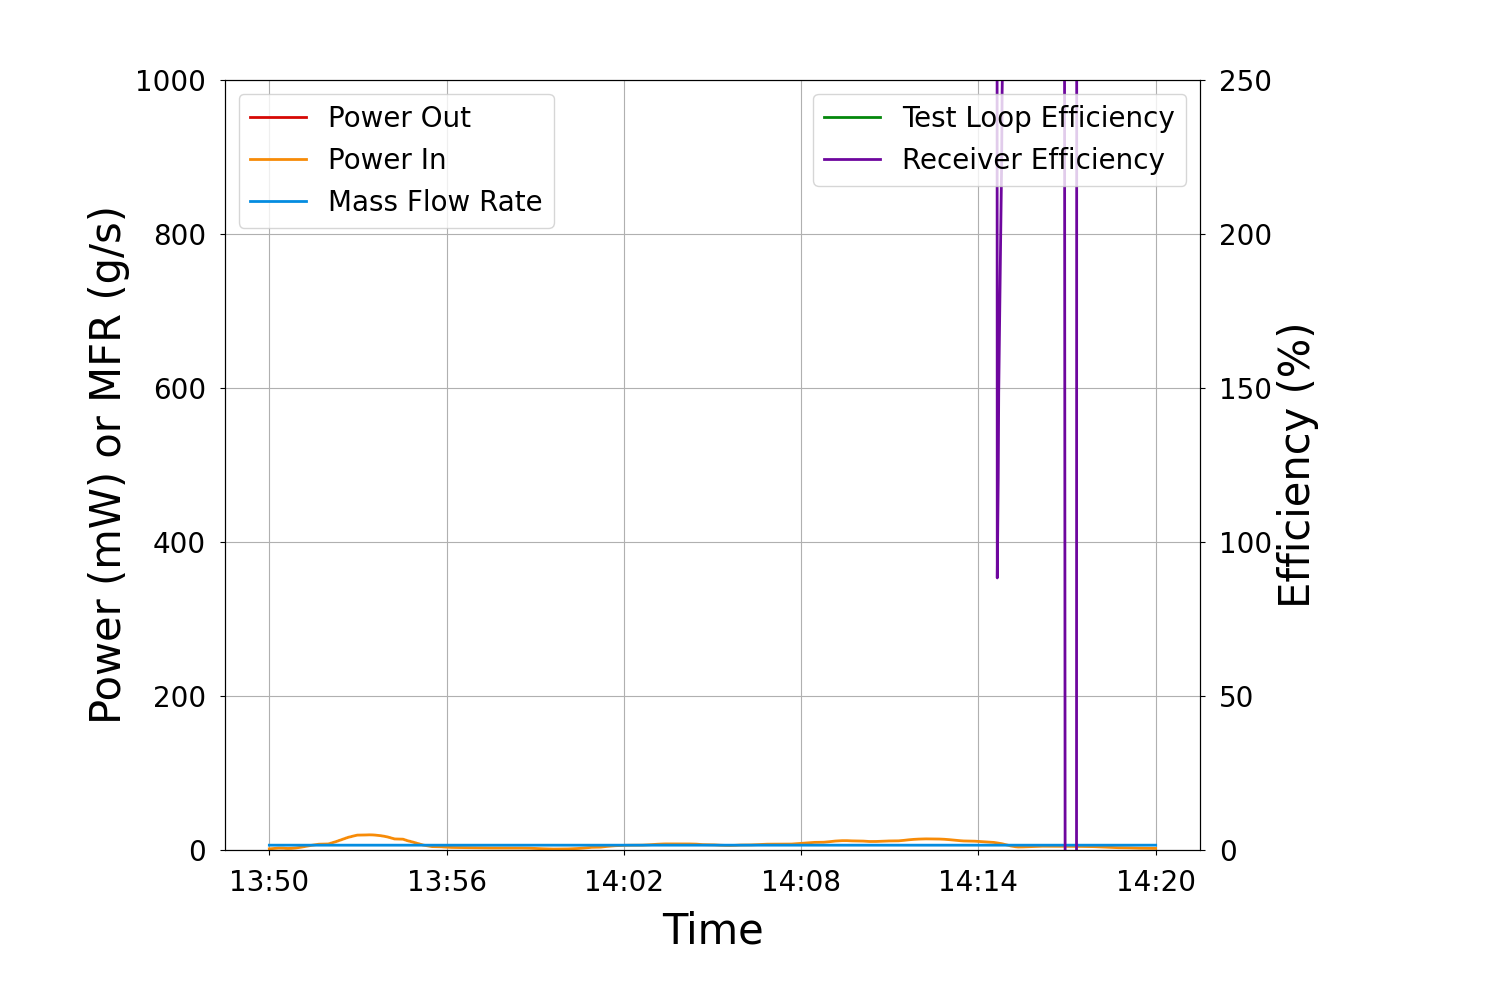 Power Out
Power In
Mass Flow Rate
Test Loop Efficiency
Receiver Efficiency
1000
800
600
400
200
0
Power (mW) or MFR (g/s)
250
200
150
100
50
0
Efficiency (%)
13:50 13:56 14:02 14:08 14:14 14:20
Time